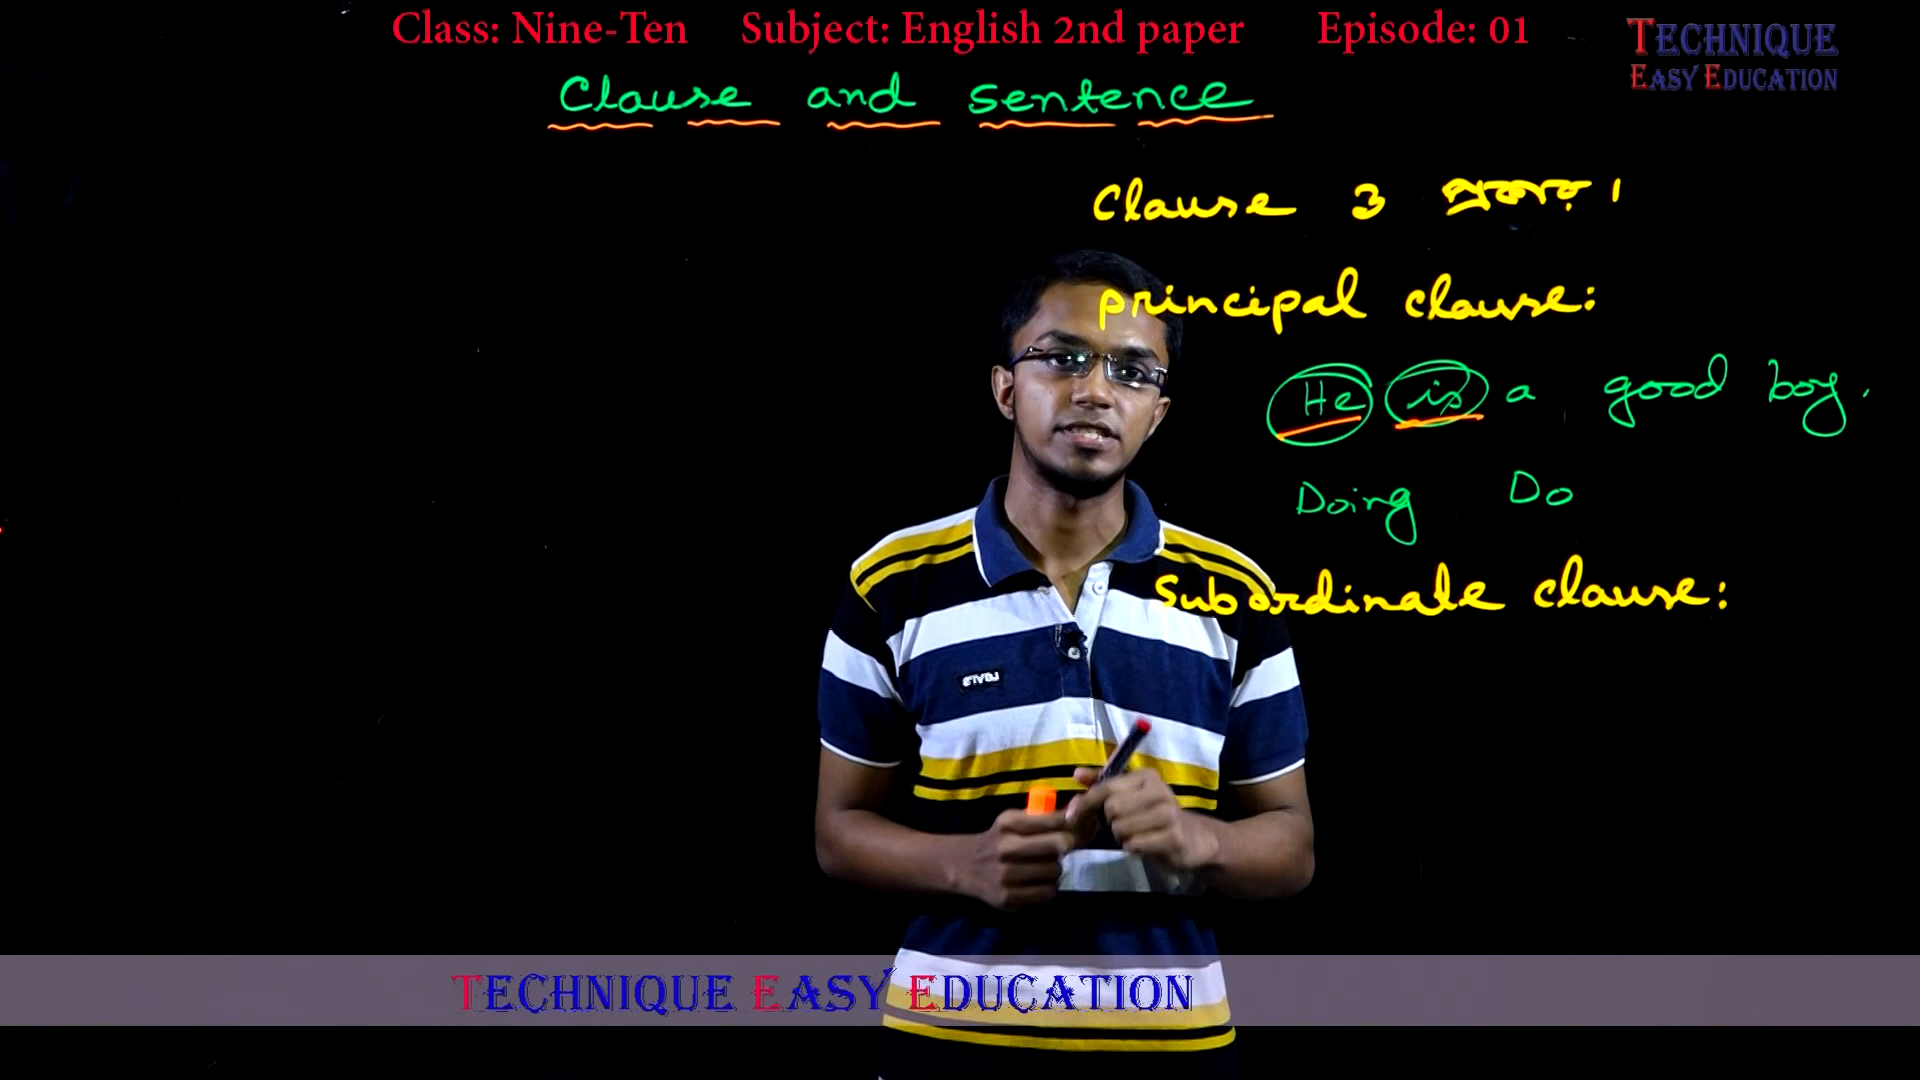 Class: Nine-Ten Subject: English 2nd paper Episode: 01
TECHNIQUE
EASY EDUCATION
Clause and sentence
Clause 3 প্রকার।
principal clause:
He is a good boy.
Doing Do
Subordinate clause:
TECHNIQUE EASY EDUCATION